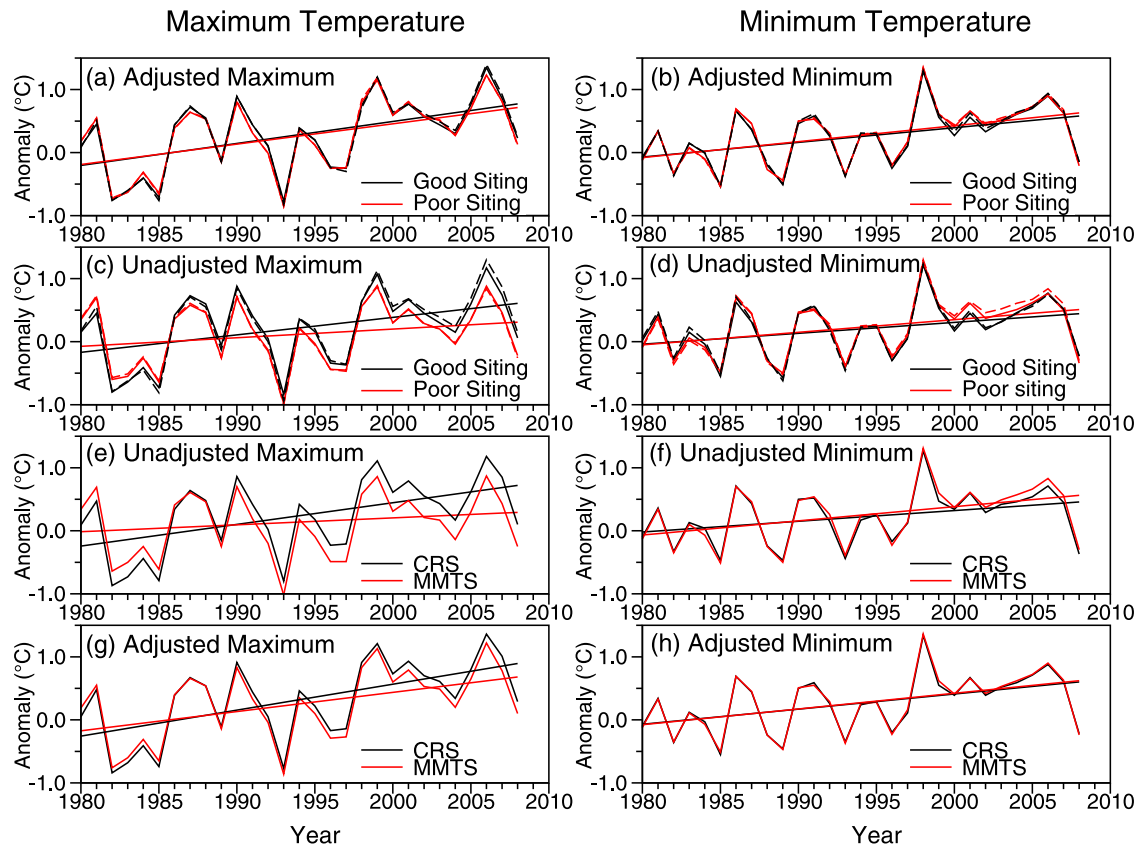 Maximum Temperature
Minimum Temperature
(a) Adjusted Maximum
Anomaly (°C)
1.0
0.0
-1.0
Good Siting
Poor Siting
1980 1985 1990 1995 2000 2005 2010
(b) Adjusted Minimum
Anomaly (°C)
1.0
0.0
-1.0
Good Siting
Poor Siting
1980 1985 1990 1995 2000 2005 2010
(c) Unadjusted Maximum
Anomaly (°C)
1.0
0.0
-1.0
Good Siting
Poor Siting
1980 1985 1990 1995 2000 2005 2010
(d) Unadjusted Minimum
Anomaly (°C)
1.0
0.0
-1.0
Good Siting
Poor siting
1980 1985 1990 1995 2000 2005 2010
(e) Unadjusted Maximum
Anomaly (°C)
1.0
0.0
-1.0
CRS
MMTS
1980 1985 1990 1995 2000 2005 2010
(f) Unadjusted Minimum
Anomaly (°C)
1.0
0.0
-1.0
CRS
MMTS
1980 1985 1990 1995 2000 2005 2010
(g) Adjusted Maximum
Anomaly (°C)
1.0
0.0
-1.0
CRS
MMTS
1980 1985 1990 1995 2000 2005 2010
Year
(h) Adjusted Minimum
Anomaly (°C)
1.0
0.0
-1.0
CRS
MMTS
1980 1985 1990 1995 2000 2005 2010
Year